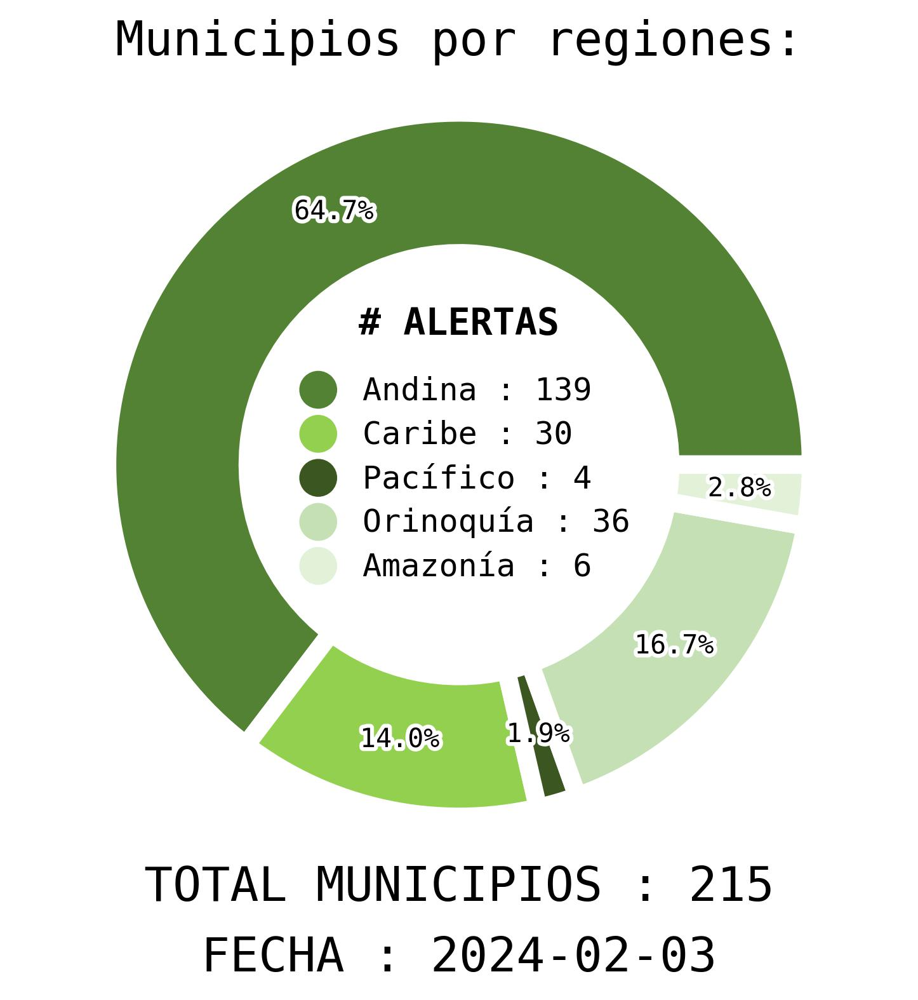 Municipios por regiones:
64.7%
# ALERTAS
Andina : 139
Caribe : 30
Pacífico : 4
Orinoquía : 36
Amazonía : 6
2.8%
16.7%
14.0%
1.9%
TOTAL MUNICIPIOS : 215
FECHA : 2024-02-03